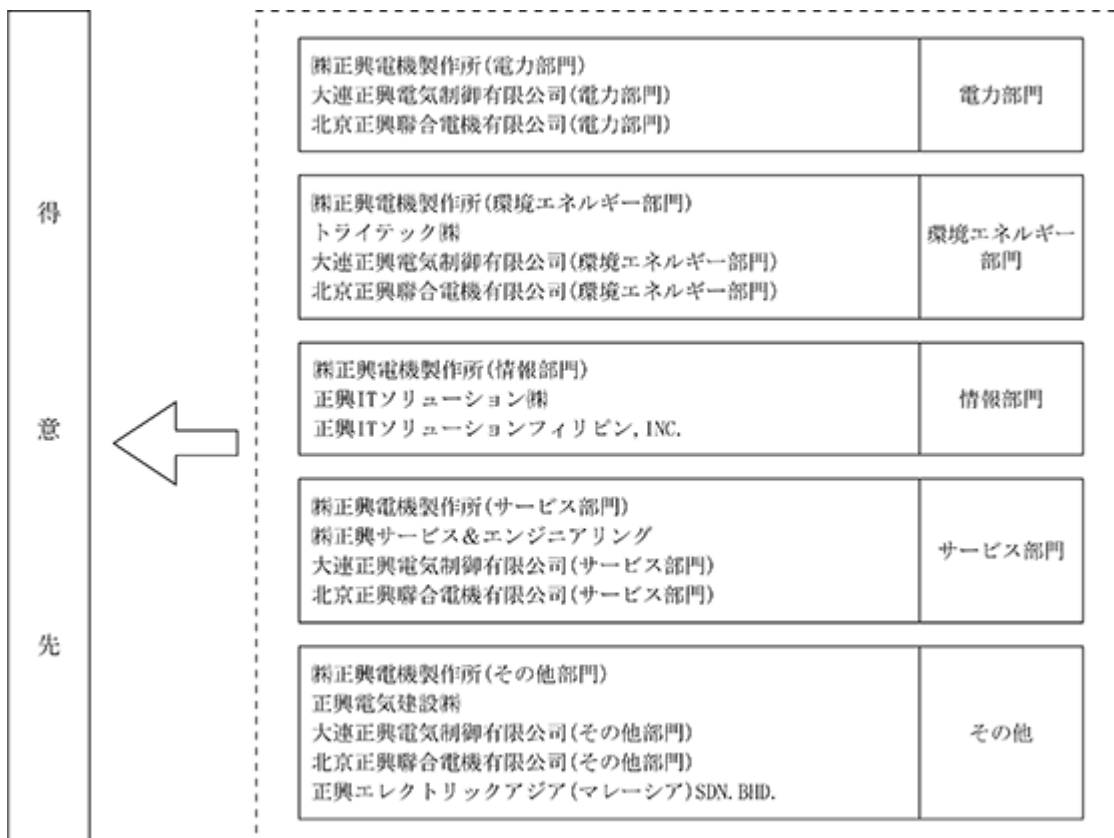 得意先
㈱正興電機製作所(電力部門)
大連正興電気制御有限公司(電力部門)
北京正興聯合電機有限公司(電力部門)
電力部門
㈱正興電機製作所(環境エネルギー部門)
トライテック㈱
大連正興電気制御有限公司(環境エネルギー部門)
北京正興聯合電機有限公司(環境エネルギー部門)
環境エネルギー
部門
㈱正興電機製作所(情報部門)
正興ITソリューション㈱
正興ITソリューションフィリピン,INC.
情報部門
㈱正興電機製作所(サービス部門)
㈱正興サービス&エンジニアリング
大連正興電気制御有限公司(サービス部門)
北京正興聯合電機有限公司(サービス部門)
サービス部門
㈱正興電機製作所(その他部門)
正興電気建設㈱
大連正興電気制御有限公司(その他部門)
北京正興聯合電機有限公司(その他部門)
正興エレクトリックアジア(マレーシア)SDN.BHD.
その他